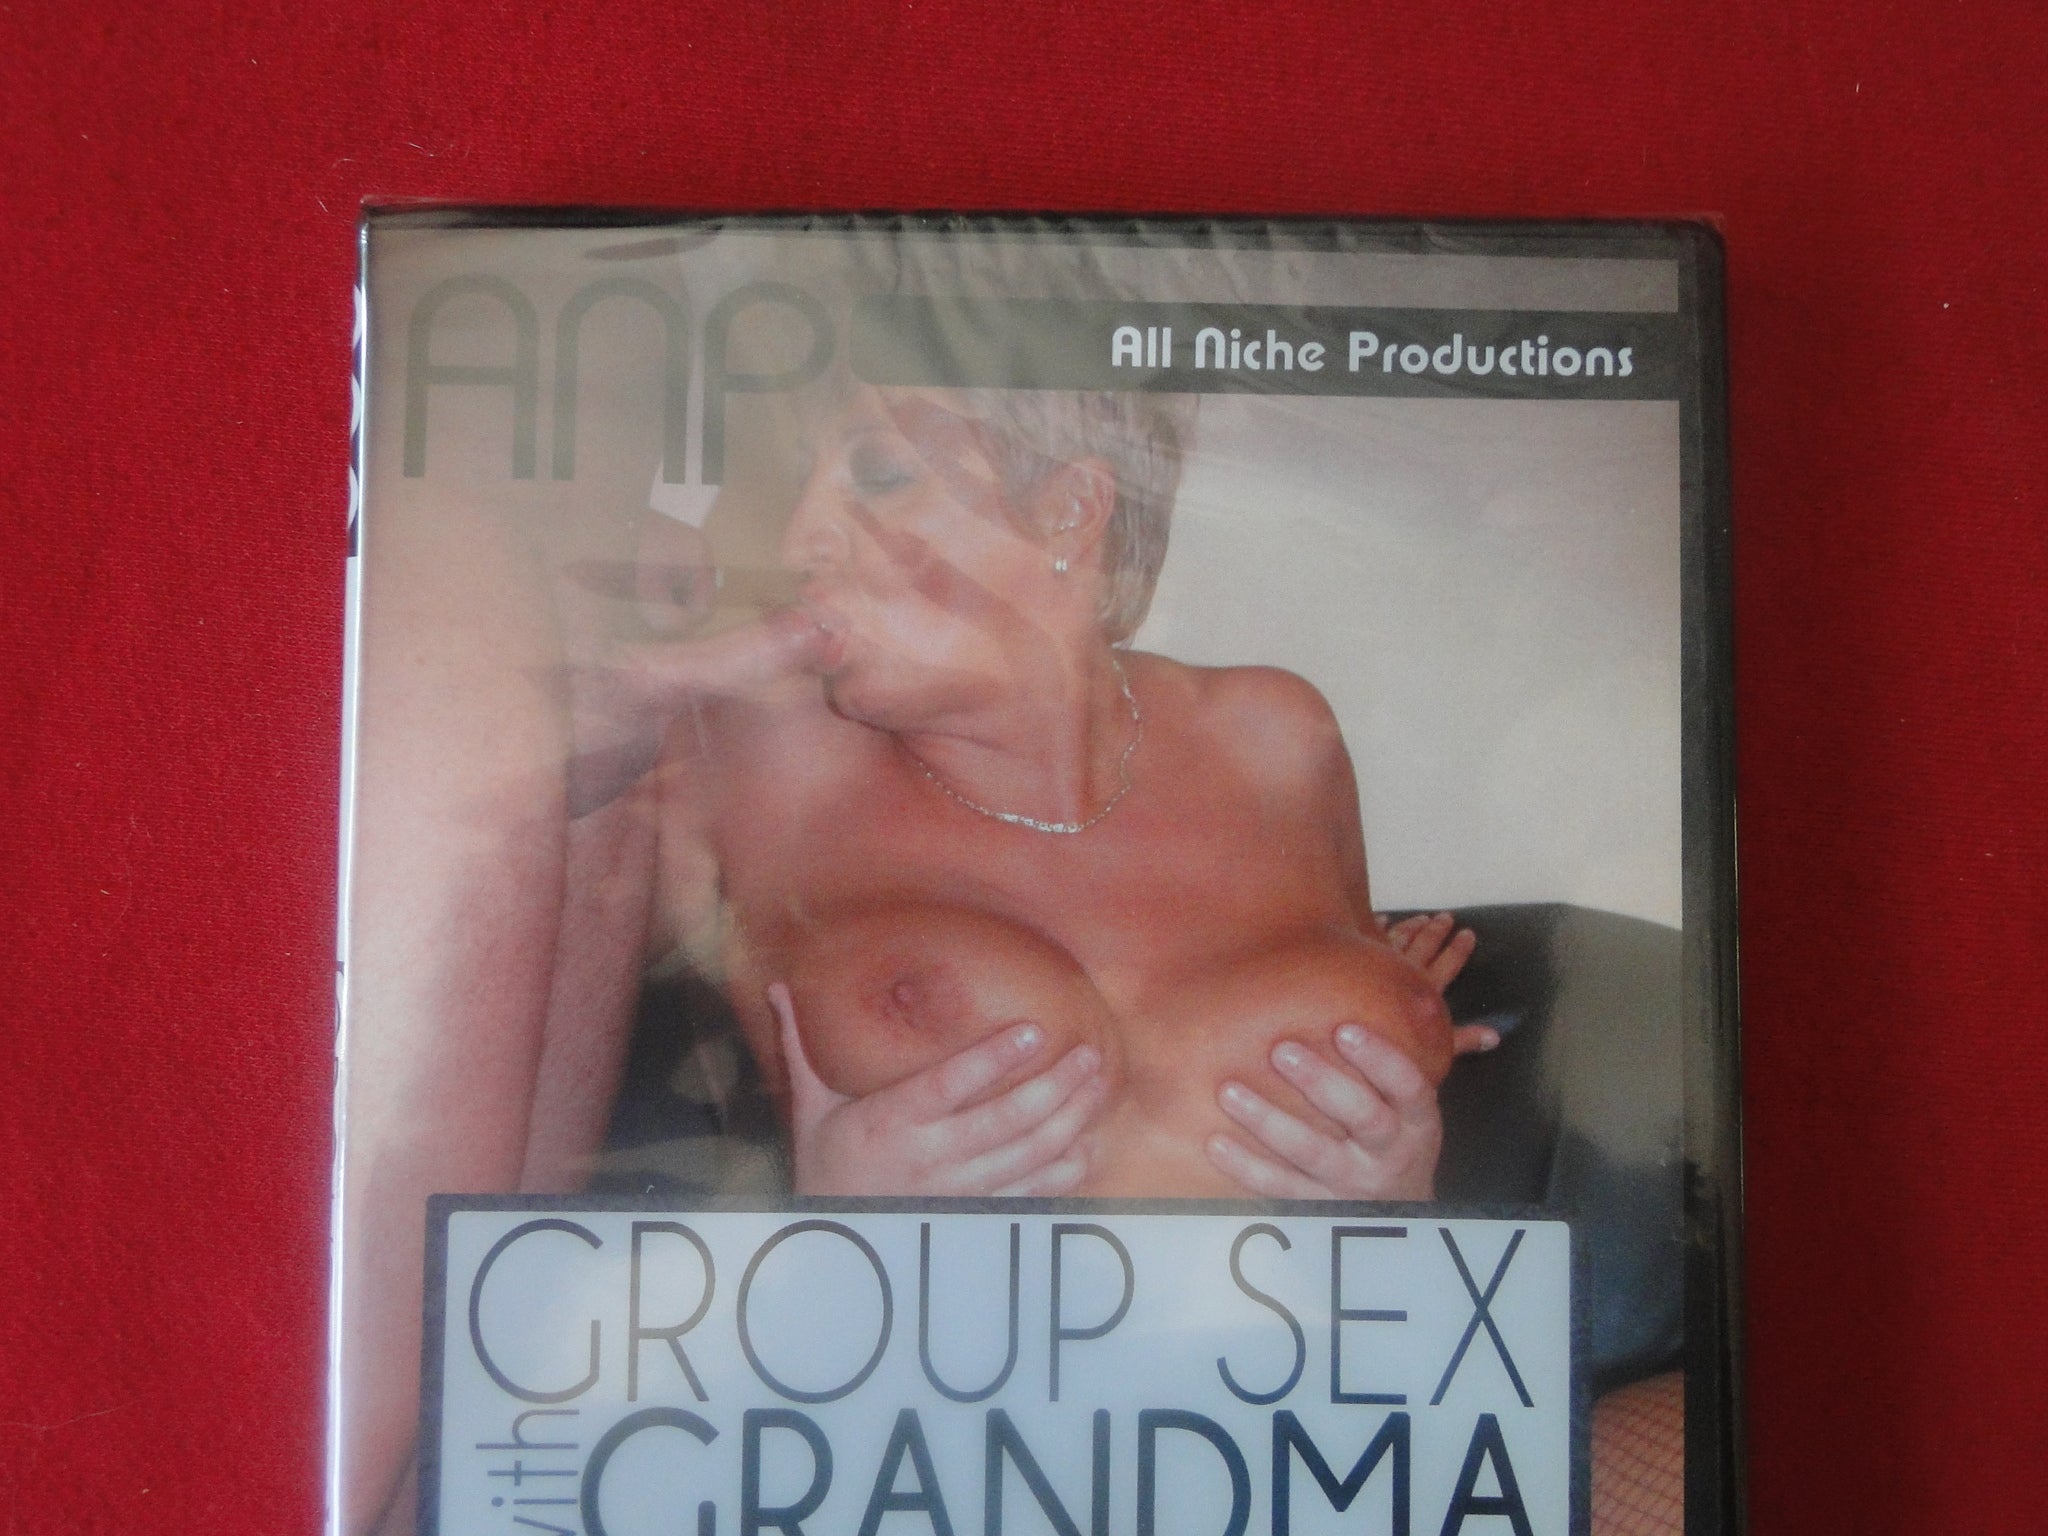 ANP
All Niche Productions
GROUP SEX
with
GRANDMA